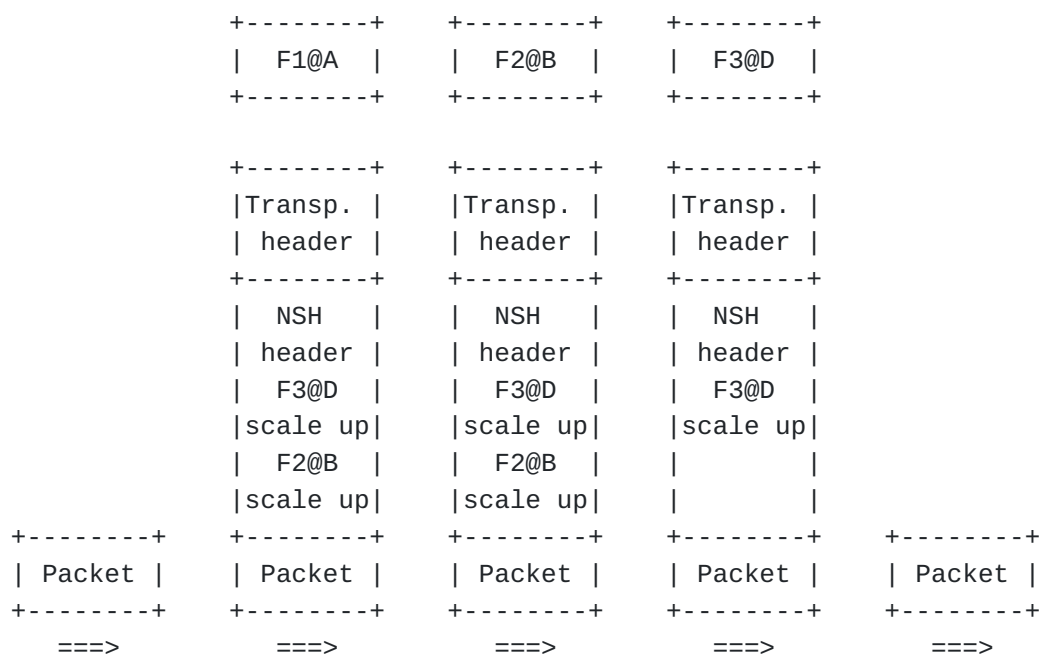 +--------+    +--------+    +--------+
               |  F1@A  |    |  F2@B  |    |  F3@D  |
               +--------+    +--------+    +--------+

               +--------+    +--------+    +--------+
               |Transp. |    |Transp. |    |Transp. |
               | header |    | header |    | header |
               +--------+    +--------+    +--------+
               |  NSH   |    |  NSH   |    |  NSH   |
               | header |    | header |    | header |
               |  F3@D  |    |  F3@D  |    |  F3@D  |
               |scale up|    |scale up|    |scale up|
               |  F2@B  |    |  F2@B  |    |        |
               |scale up|    |scale up|    |        |
 +--------+    +--------+    +--------+    +--------+    +--------+
 | Packet |    | Packet |    | Packet |    | Packet |    | Packet |
 +--------+    +--------+    +--------+    +--------+    +--------+
    ===>          ===>          ===>          ===>          ===>